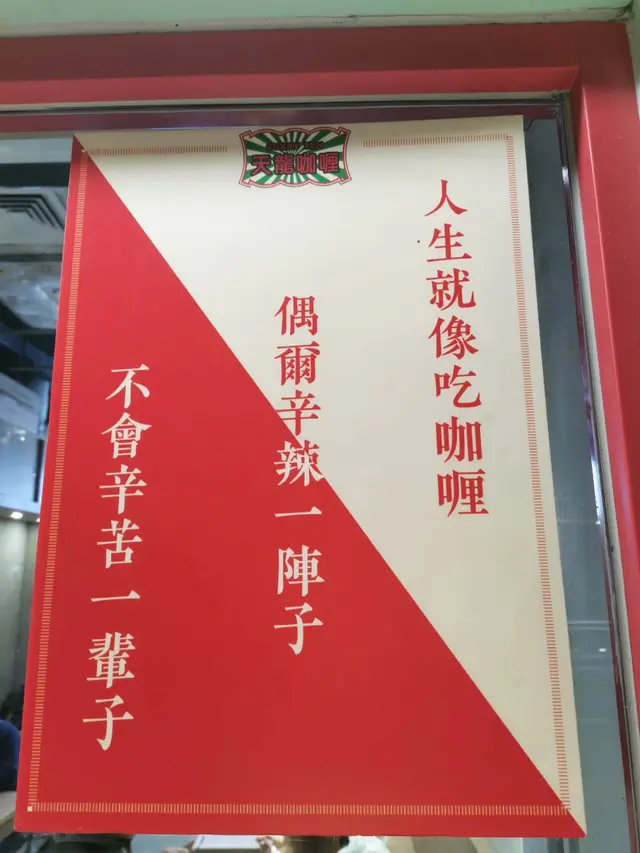 天龍咖喱
人生就像吃咖喱
偶爾辛辣一陣子
不會辛苦一輩子